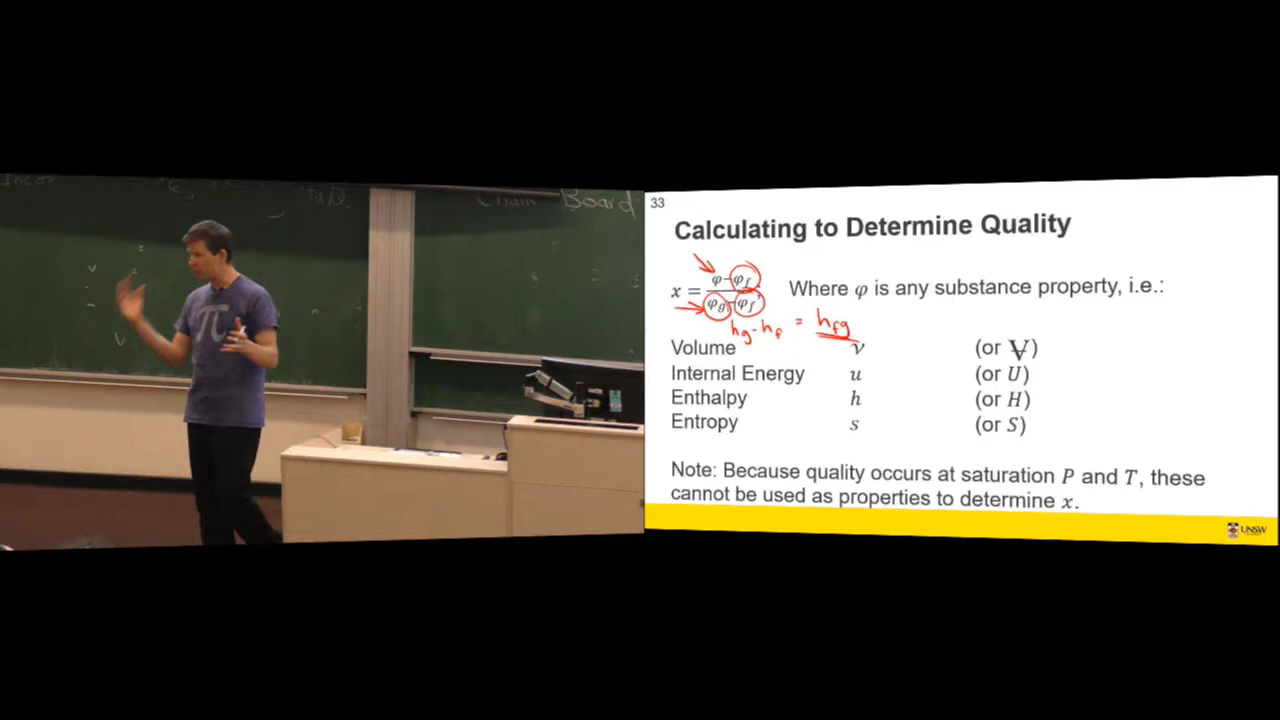 Chain Board
π
33
Calculating to Determine Quality
x = φ-φf / φg-φf Where φ is any substance property, i.e.:
hg-hf = hfg
Volume ν (or V)
Internal Energy u (or U)
Enthalpy h (or H)
Entropy s (or S)
Note: Because quality occurs at saturation P and T, these
cannot be used as properties to determine x.
UNSW